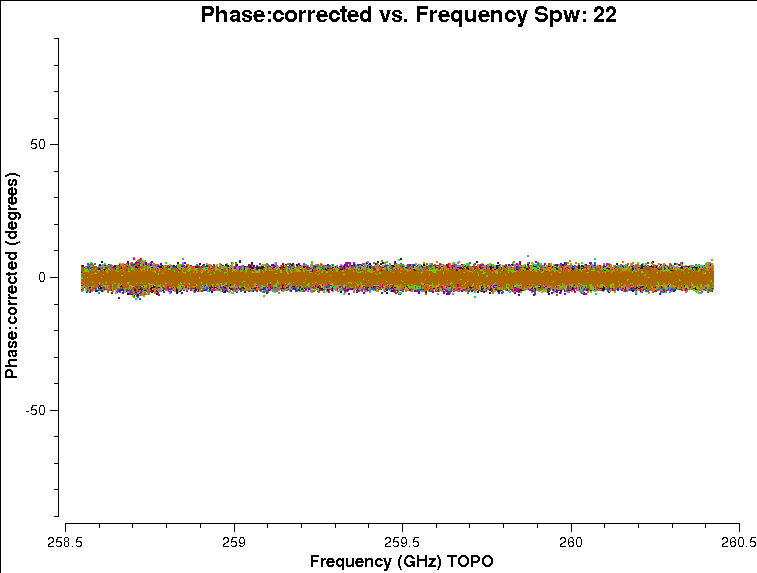 Phase:corrected vs. Frequency Spw: 22
Phase:corrected (degrees)
50
0
-50
258.5 259 259.5 260 260.5
Frequency (GHz) TOPO